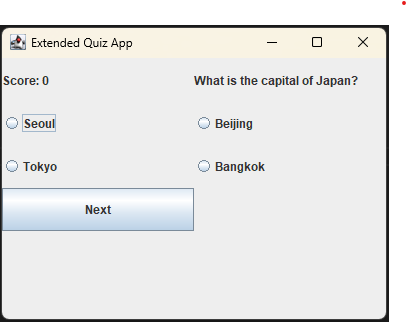 Extended Quiz App
Score: 0 What is the capital of Japan?
Seoul Beijing
Tokyo Bangkok
Next